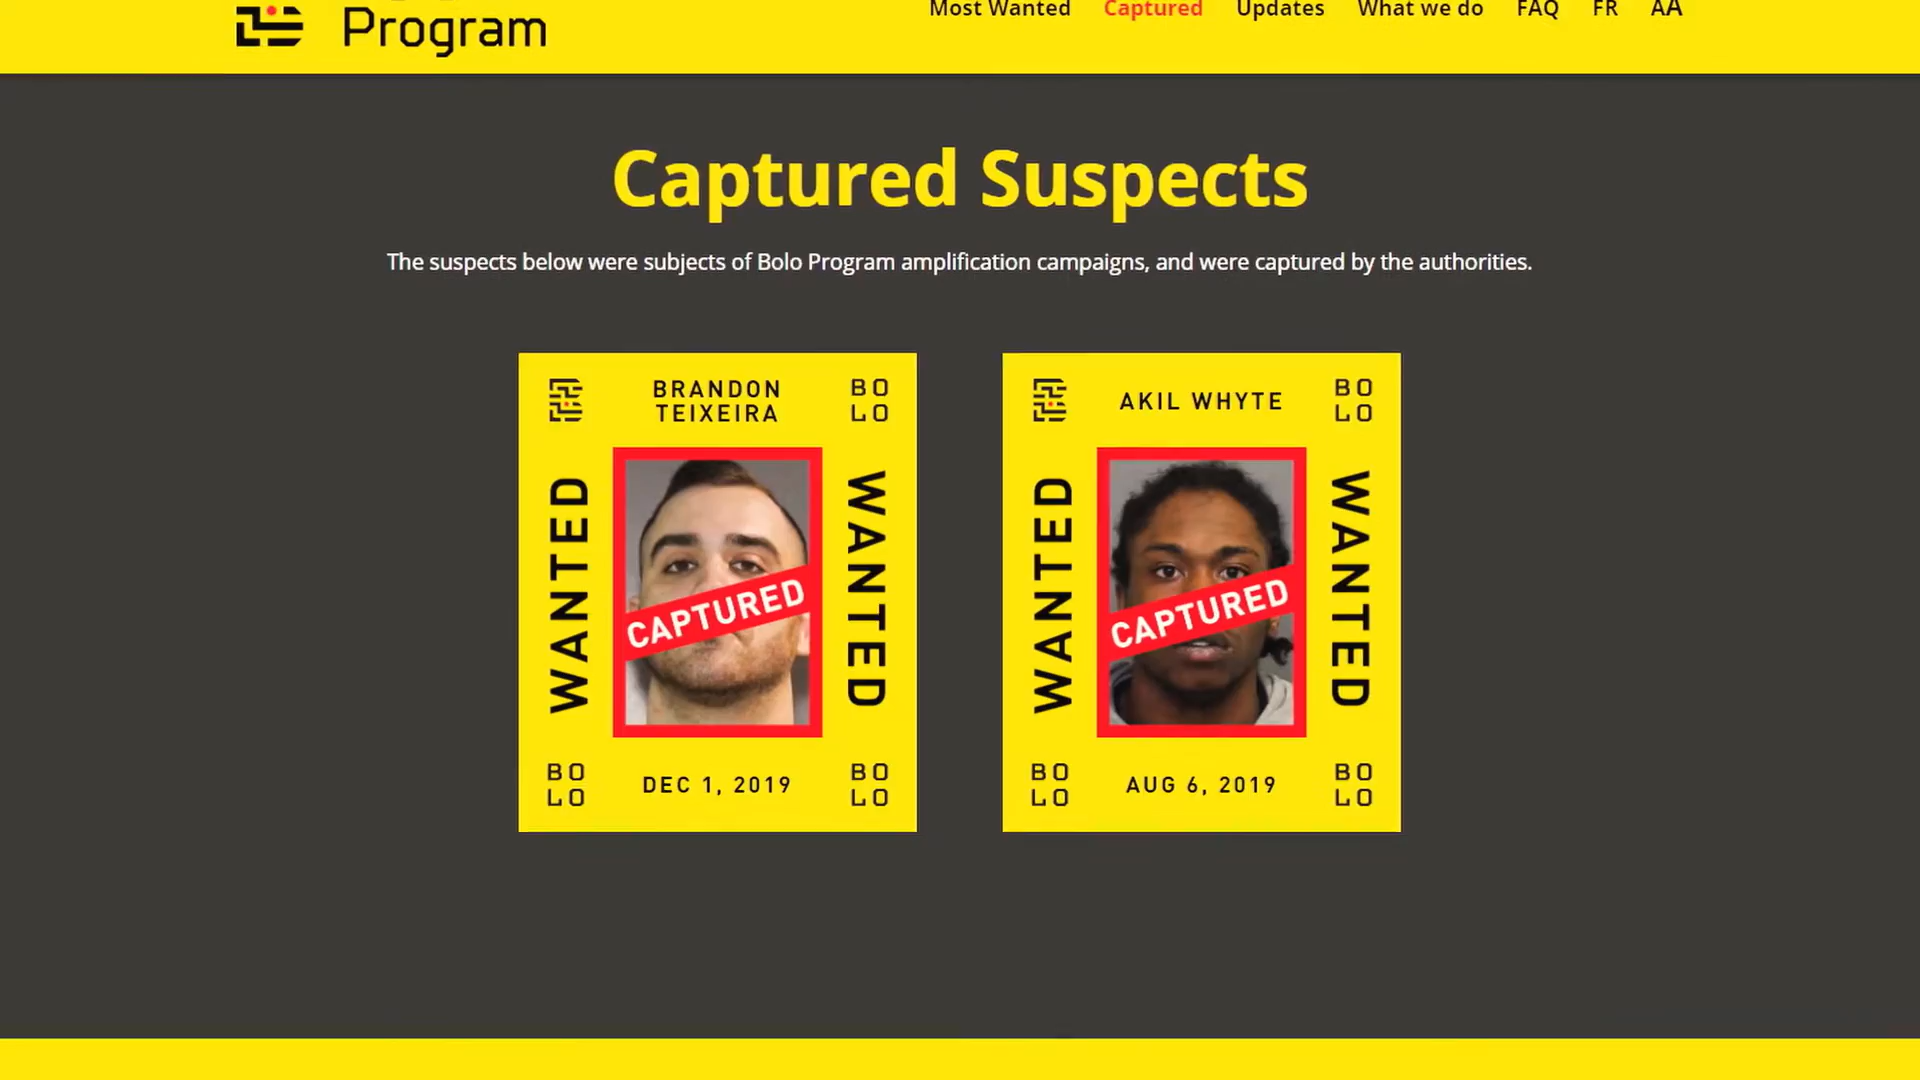 Program
Most Wanted Captured Updates What we do FAQ FR AA
Captured Suspects
The suspects below were subjects of Bolo Program amplification campaigns, and were captured by the authorities.
BRANDON
TEIXEIRA
BO
LO
WANTED
CAPTURED
WANTED
BO
LO
DEC 1, 2019
BO
LO
AKIL WHYTE
BO
LO
WANTED
CAPTURED
WANTED
BO
LO
AUG 6, 2019
BO
LO